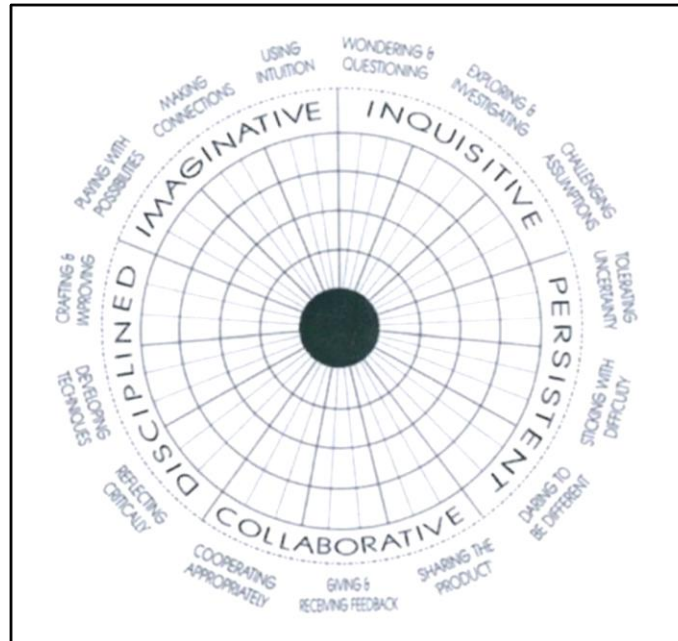 WONDERING &
QUESTIONING
EXPLORING &
INVESTIGATING
CHALLENGING
ASSUMPTIONS
TOLERATING
UNCERTAINTY
STICKING WITH
DIFFICULTY
DARING TO
BE DIFFERENT
SHARING THE
PRODUCT
GIVING &
RECEIVING FEEDBACK
COOPERATING
APPROPRIATELY
REFLECTING
CRITICALLY
DEVELOPING
TECHNIQUES
CRAFTING &
IMPROVING
PLAYING WITH
POSSIBILITIES
MAKING
CONNECTIONS
USING
INTUITION
INQUISITIVE
PERSISTENT
COLLABORATIVE
DISCIPLINED
IMAGINATIVE